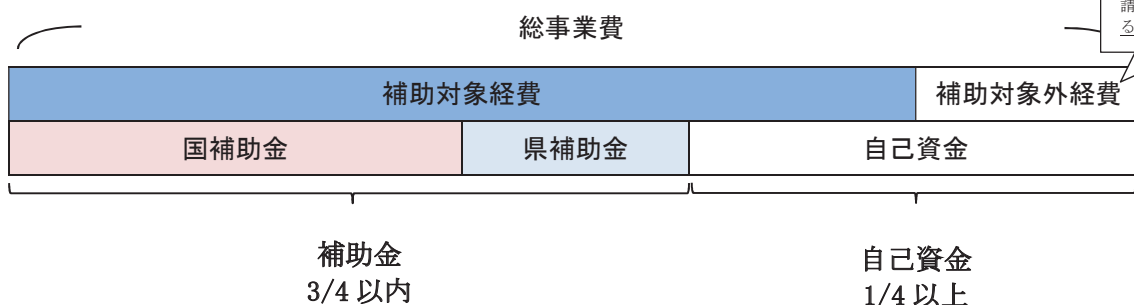 請
る
総事業費
補助対象経費
補助対象外経費
国補助金
県補助金
自己資金
補助金
3/4 以内
自己資金
1/4 以上